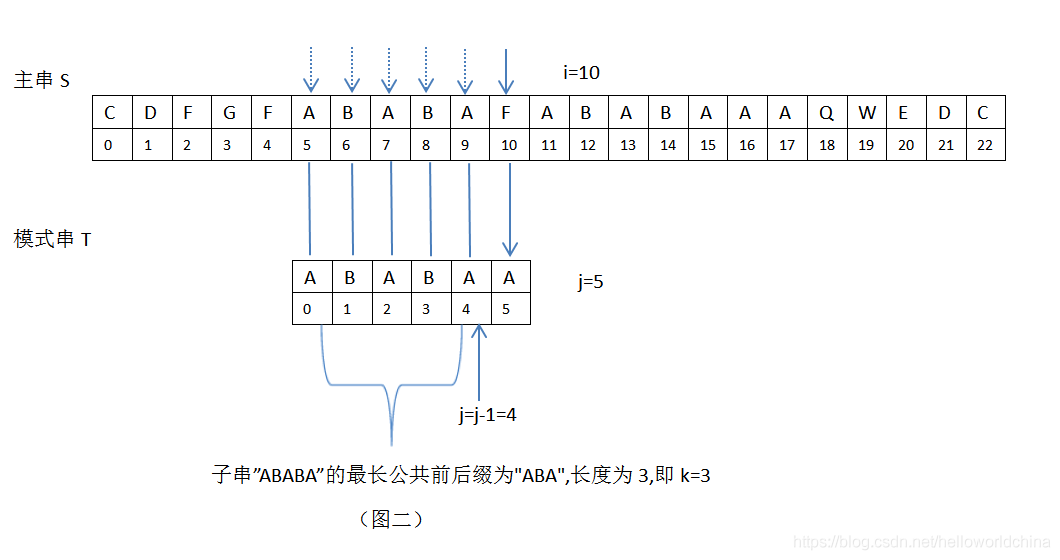 i=10
主串 S
C D F G F A B A B A F A B A B A A A Q W E D C
0 1 2 3 4 5 6 7 8 9 10 11 12 13 14 15 16 17 18 19 20 21 22
模式串 T
A B A B A A
j=5
0 1 2 3 4 5
j=j-1=4
子串”ABABA”的最长公共前后缀为"ABA",长度为 3,即 k=3
（图二）
https://blog.csdn.net/helloworldchina